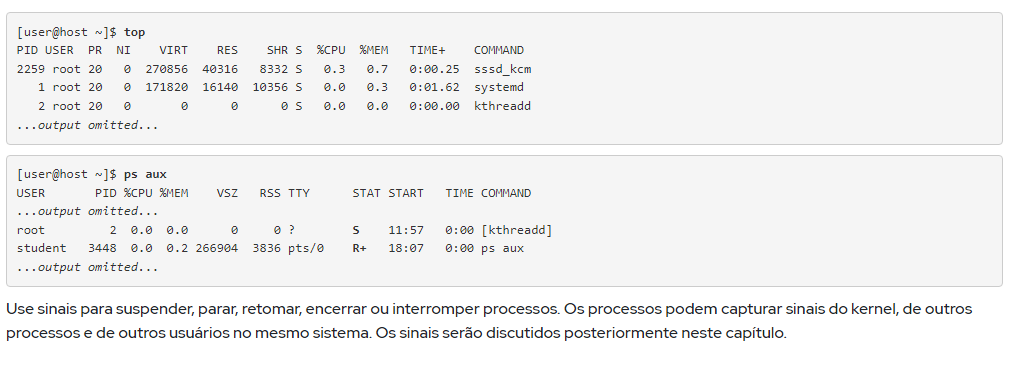 [user@host ~]$ top
PID USER  PR  NI    VIRT    RES    SHR S  %CPU  %MEM   TIME+    COMMAND
2259 root 20   0  270856  40316   8332 S   0.3   0.7   0:00.25  sssd_kcm
   1 root 20   0  171820  16140  10356 S   0.0   0.3   0:01.62  systemd
   2 root 20   0       0      0      0 S   0.0   0.0   0:00.00  kthreadd
...output omitted...
[user@host ~]$ ps aux
USER       PID %CPU %MEM    VSZ   RSS TTY      STAT START   TIME COMMAND
...output omitted...
root         2  0.0  0.0      0     0 ?        S    11:57   0:00 [kthreadd]
student   3448  0.0  0.2 266904  3836 pts/0    R+   18:07   0:00 ps aux
...output omitted...
Use sinais para suspender, parar, retomar, encerrar ou interromper processos. Os processos podem capturar sinais do kernel, de outros
processos e de outros usuários no mesmo sistema. Os sinais serão discutidos posteriormente neste capítulo.